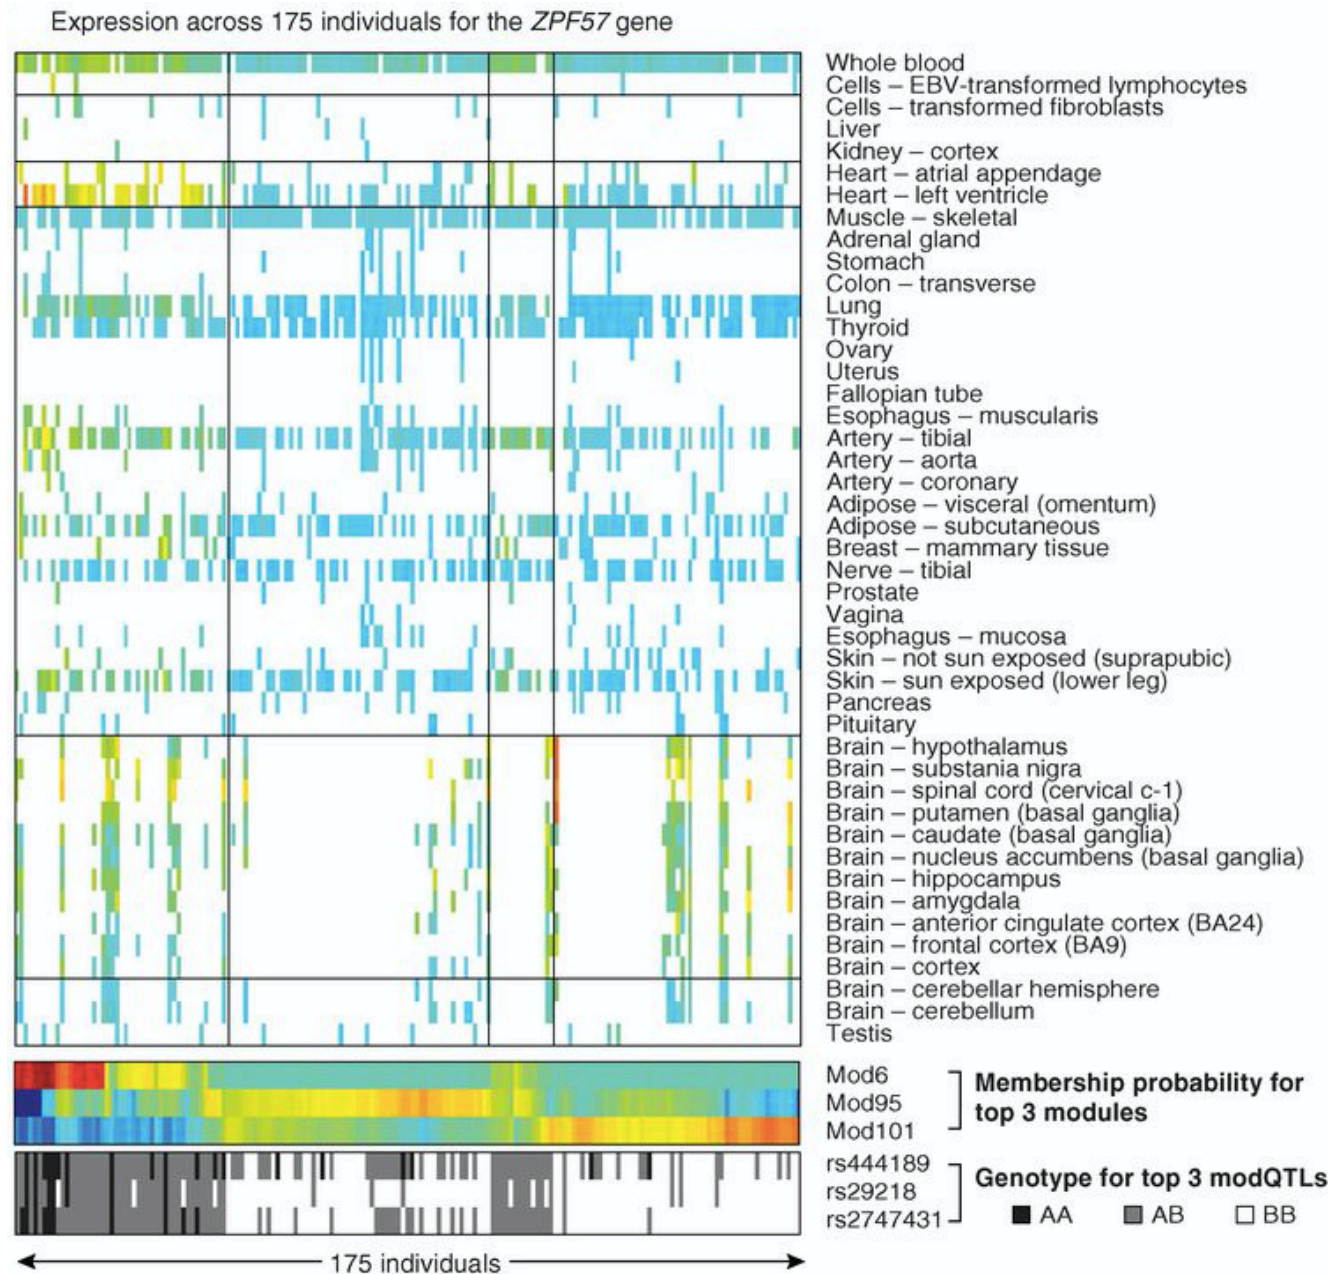 Expression across 175 individuals for the ZPF57 gene
Whole blood
Cells – EBV-transformed lymphocytes
Cells – transformed fibroblasts
Liver
Kidney – cortex
Heart – atrial appendage
Heart – left ventricle
Muscle – skeletal
Adrenal gland
Stomach
Colon – transverse
Lung
Thyroid
Ovary
Uterus
Fallopian tube
Esophagus – muscularis
Artery – tibial
Artery – aorta
Artery – coronary
Adipose – visceral (omentum)
Adipose – subcutaneous
Breast – mammary tissue
Nerve – tibial
Prostate
Vagina
Esophagus – mucosa
Skin – not sun exposed (suprapubic)
Skin – sun exposed (lower leg)
Pancreas
Pituitary
Brain – hypothalamus
Brain – substania nigra
Brain – spinal cord (cervical c-1)
Brain – putamen (basal ganglia)
Brain – caudate (basal ganglia)
Brain – nucleus accumbens (basal ganglia)
Brain – hippocampus
Brain – amygdala
Brain – anterior cingulate cortex (BA24)
Brain – frontal cortex (BA9)
Brain – cortex
Brain – cerebellar hemisphere
Brain – cerebellum
Testis
Mod6
Mod95
Mod101
Membership probability for
top 3 modules
rs444189
rs29218
rs2747431
Genotype for top 3 modQTLs
AA AB BB
175 individuals